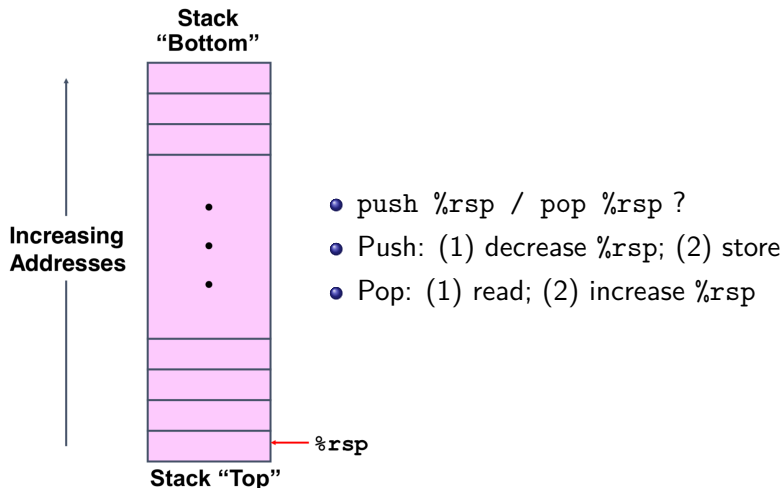 Stack
“Bottom”
Increasing
Addresses
push %rsp / pop %rsp ?
Push: (1) decrease %rsp; (2) store
Pop: (1) read; (2) increase %rsp
%rsp
Stack “Top”